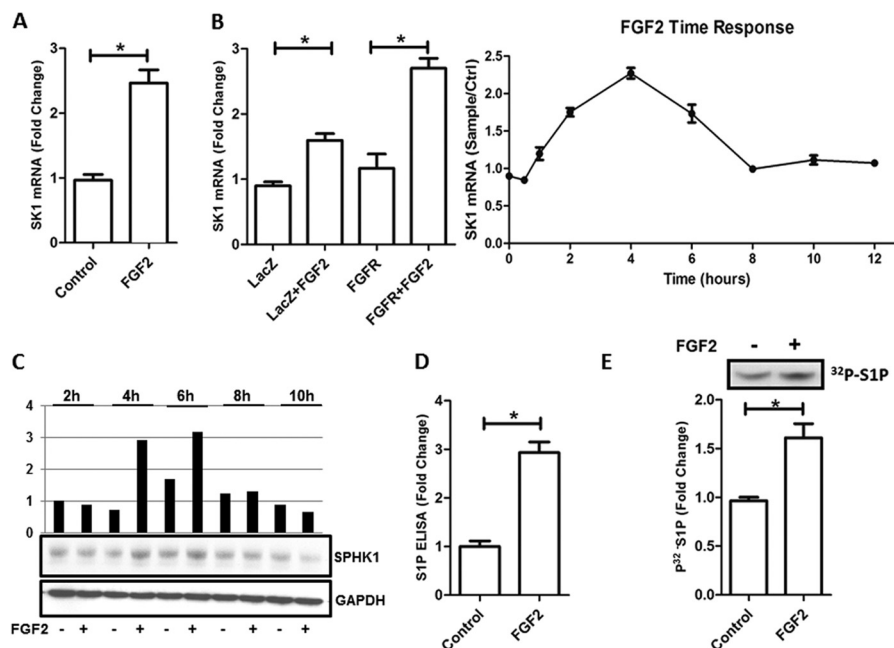 A
SK1 mRNA (Fold Change)
3
2
1
0
*
Control
FGF2
B
SK1 mRNA (Fold Change)
3
2
1
0
*
*
LacZ
LacZ+FGF2
FGFR
FGFR+FGF2
FGF2 Time Response
SK1 mRNA (Sample/Ctrl)
2.5
2.0
1.5
1.0
0.5
0.0
0 2 4 6 8 10 12
Time (hours)
C
2h 4h 6h 8h 10h
4
3
2
1
0
SPHK1
GAPDH
FGF2 - + - + - + - + - +
D
S1P ELISA (Fold Change)
4
3
2
1
0
*
Control
FGF2
E
FGF2 - +
³²P-S1P
P³²-S1P (Fold Change)
2.0
1.5
1.0
0.5
0.0
*
Control
FGF2